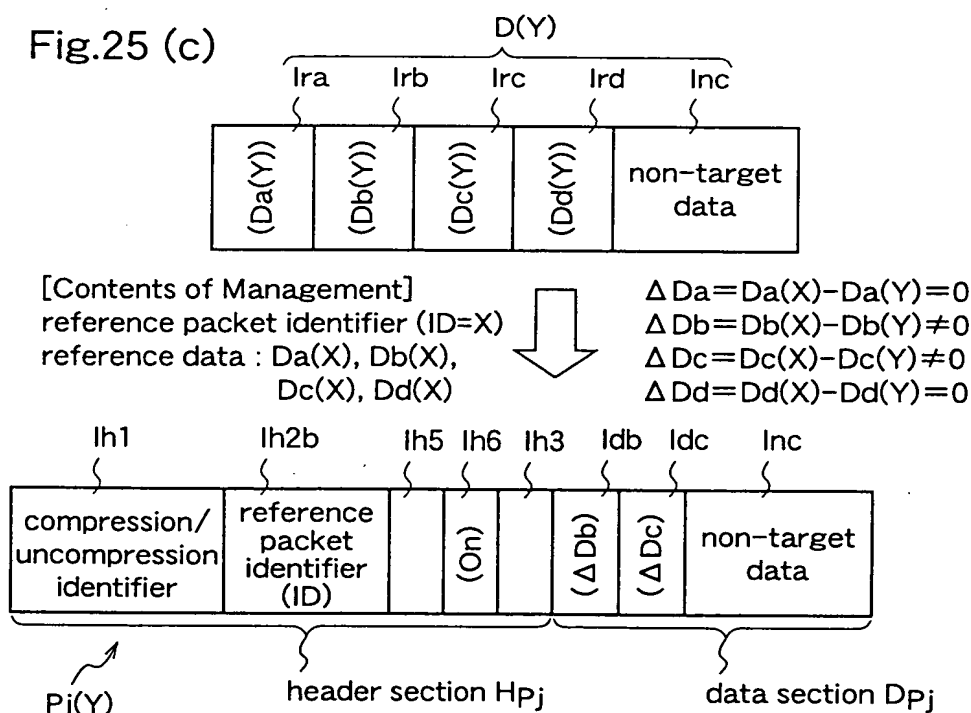 Fig.25 (c)
D(Y)
Ira Irb Irc Ird Inc
(Da(Y)) (Db(Y)) (Dc(Y)) (Dd(Y)) non-target
data
[Contents of Management]
reference packet identifier (ID=X)
reference data : Da(X), Db(X),
Dc(X), Dd(X)
ΔDa=Da(X)-Da(Y)=0
ΔDb=Db(X)-Db(Y)≠0
ΔDc=Dc(X)-Dc(Y)≠0
ΔDd=Dd(X)-Dd(Y)=0
Ih1 Ih2b Ih5 Ih6 Ih3 Idb Idc Inc
compression/
uncompression
identifier
reference
packet
identifier
(ID)
(On)
(ΔDb)
(ΔDc)
non-target
data
Pj(Y)
header section HPj
data section DPj